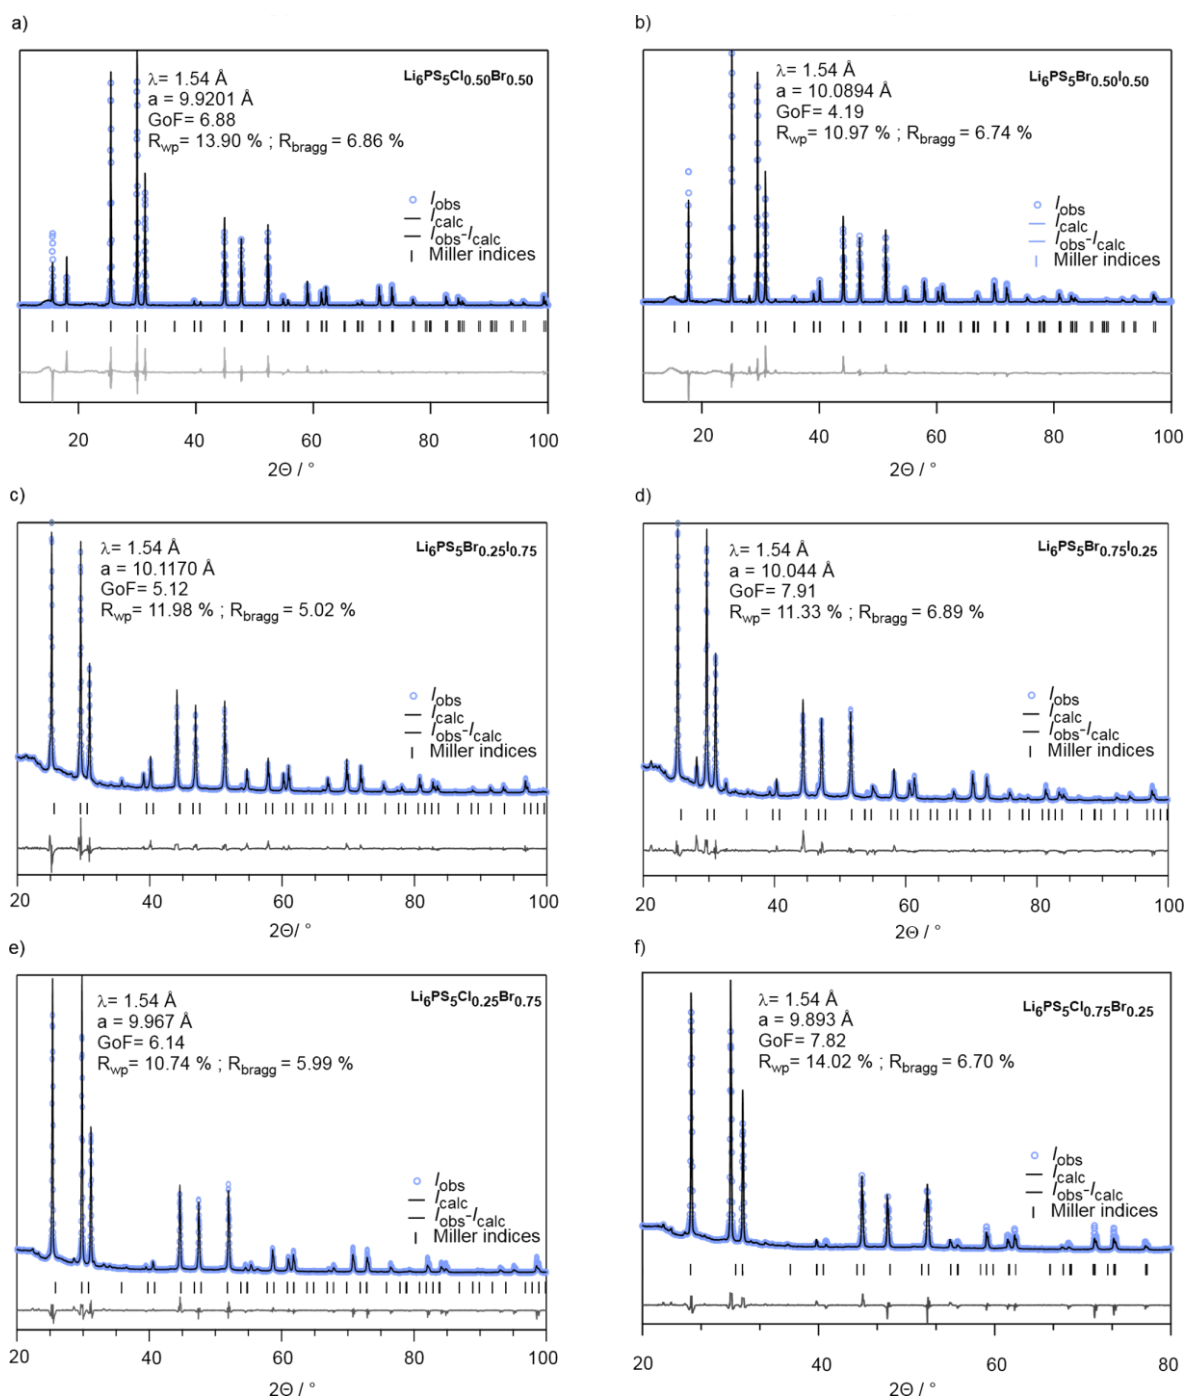 a)
λ= 1.54 Å
a = 9.9201 Å
GoF= 6.88
Rwp= 13.90 % ; Rbragg = 6.86 %
Li6PS5Cl0.50Br0.50
Iobs
Icalc
Iobs-Icalc
Miller indices
20 40 60 80 100
2Θ / °
b)
λ= 1.54 Å
a = 10.0894 Å
GoF= 4.19
Rwp= 10.97 % ; Rbragg = 6.74 %
Li6PS5Br0.50I0.50
Iobs
Icalc
Iobs-Icalc
Miller indices
20 40 60 80 100
2Θ / °
c)
λ= 1.54 Å
a = 10.1170 Å
GoF= 5.12
Rwp= 11.98 % ; Rbragg = 5.02 %
Li6PS5Br0.25I0.75
Iobs
Icalc
Iobs-Icalc
Miller indices
20 40 60 80 100
2Θ/ °
d)
λ= 1.54 Å
a = 10.044 Å
GoF= 7.91
Rwp= 11.33 % ; Rbragg = 6.89 %
Li6PS5Br0.75I0.25
Iobs
Icalc
Iobs-Icalc
Miller indices
20 40 60 80 100
2Θ / °
e)
λ= 1.54 Å
a = 9.967 Å
GoF= 6.14
Rwp= 10.74 % ; Rbragg = 5.99 %
Li6PS5Cl0.25Br0.75
Iobs
Icalc
Iobs-Icalc
Miller indices
20 40 60 80 100
2Θ / °
f)
λ= 1.54 Å
a = 9.893 Å
GoF= 7.82
Rwp= 14.02 % ; Rbragg = 6.70 %
Li6PS5Cl0.75Br0.25
Iobs
Icalc
Iobs-Icalc
Miller indices
20 40 60 80
2Θ / °